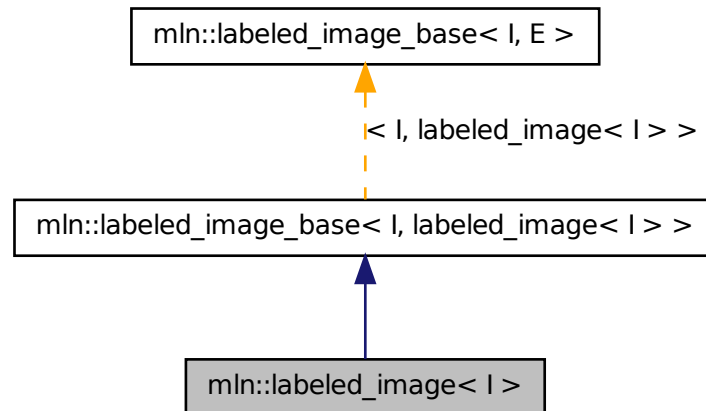 mln::labeled_image_base< I, E >
< I, labeled_image< I > >
mln::labeled_image_base< I, labeled_image< I > >
mln::labeled_image< I >